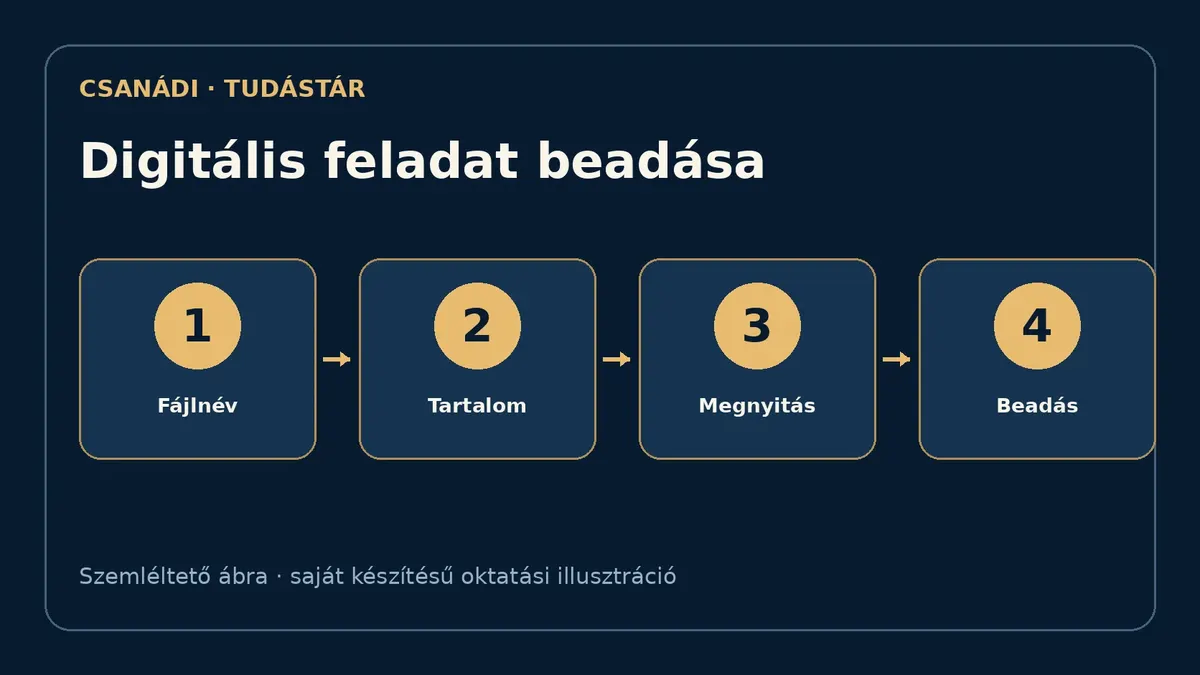 CSANÁDI · TUDÁSTÁR
Digitális feladat beadása
1
2
3
4
Fájlnév
Tartalom
Megnyitás
Beadás
Szemléltető ábra · saját készítésű oktatási illusztráció